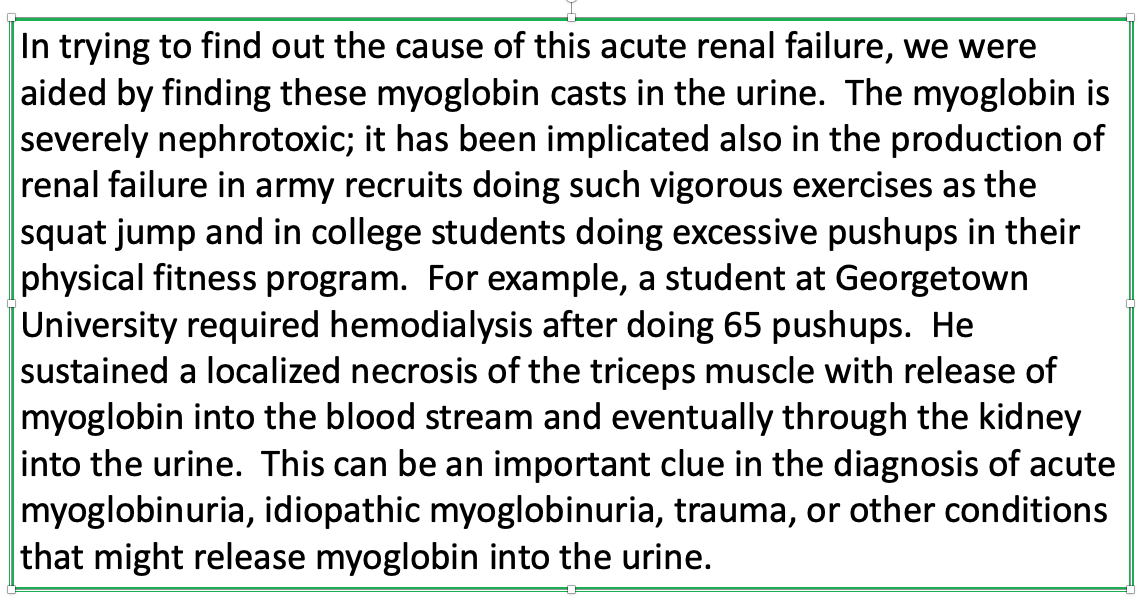 In trying to find out the cause of this acute renal failure, we were
aided by finding these myoglobin casts in the urine.  The myoglobin is
severely nephrotoxic; it has been implicated also in the production of
renal failure in army recruits doing such vigorous exercises as the
squat jump and in college students doing excessive pushups in their
physical fitness program.  For example, a student at Georgetown
University required hemodialysis after doing 65 pushups.  He
sustained a localized necrosis of the triceps muscle with release of
myoglobin into the blood stream and eventually through the kidney
into the urine.  This can be an important clue in the diagnosis of acute
myoglobinuria, idiopathic myoglobinuria, trauma, or other conditions
that might release myoglobin into the urine.